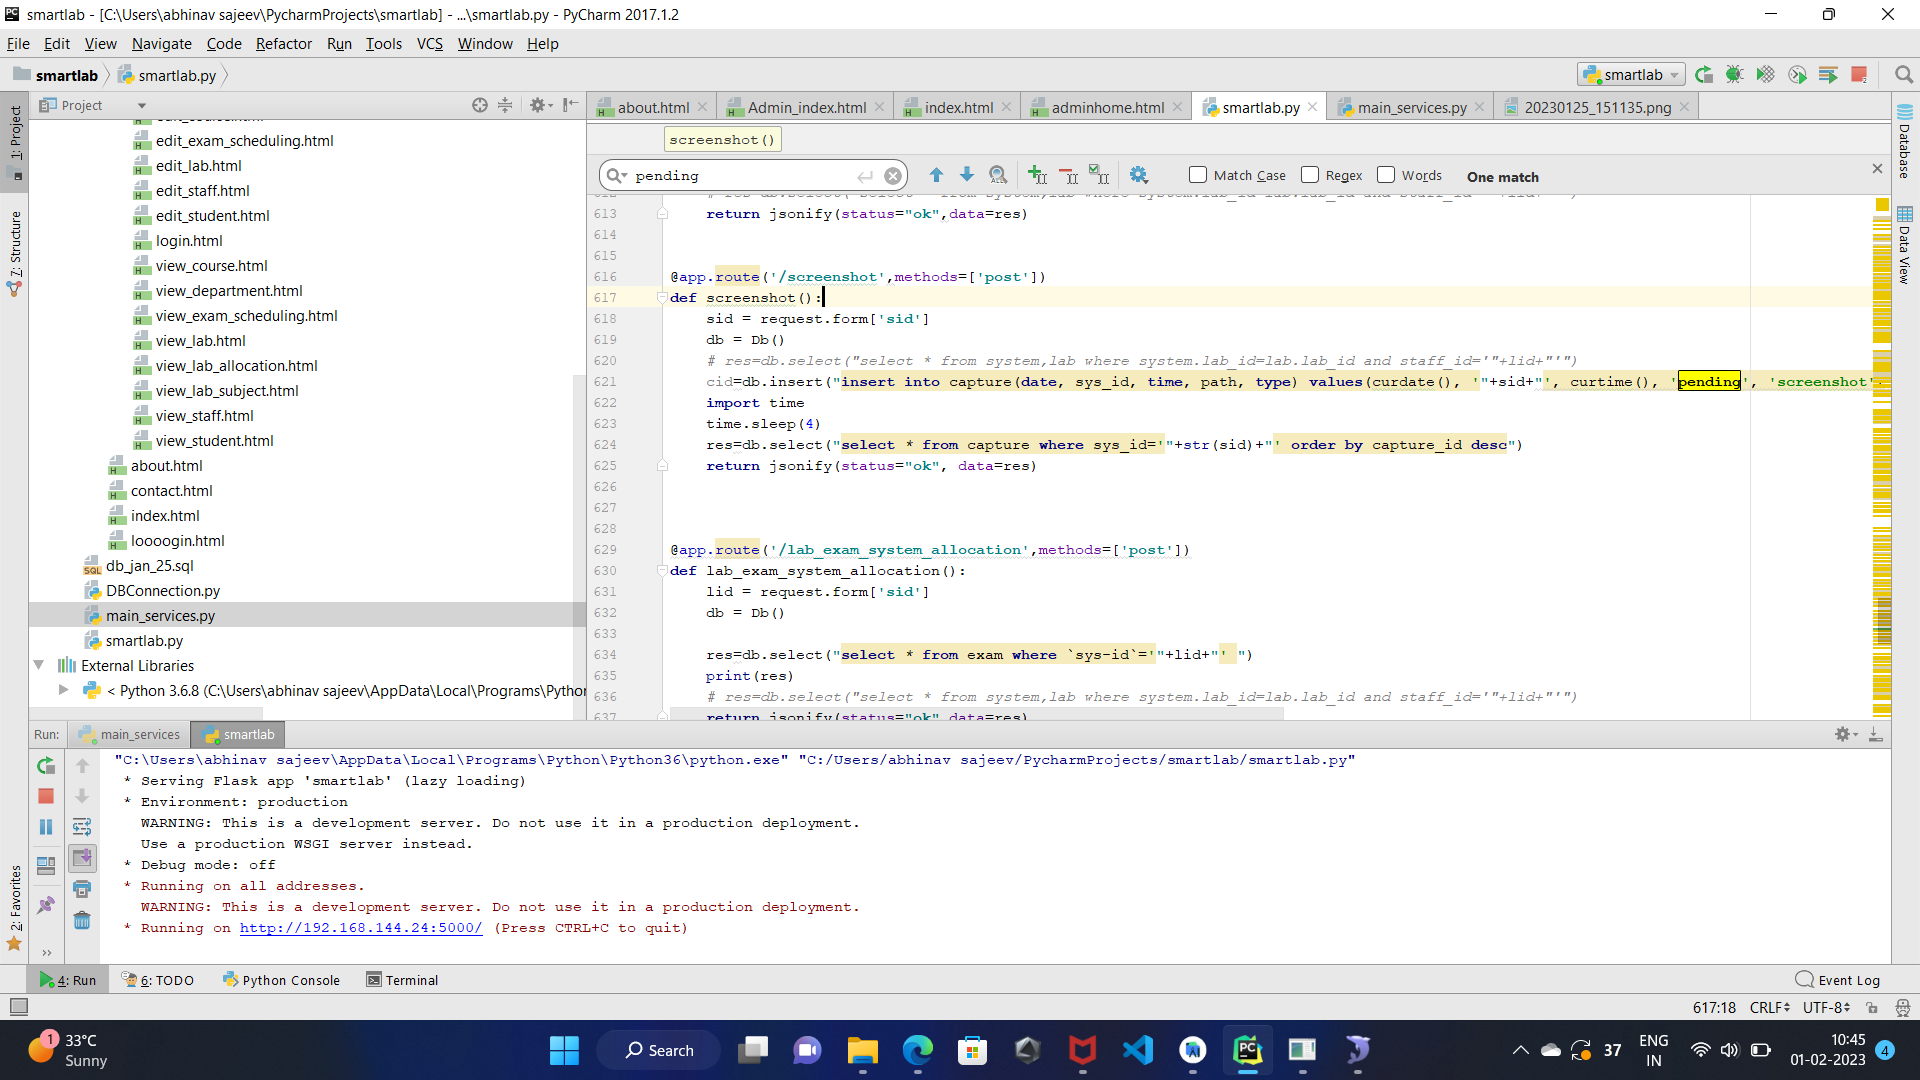 smartlab - [C:\Users\abhinav sajeev\PycharmProjects\smartlab] - ...\smartlab.py - PyCharm 2017.1.2
File Edit View Navigate Code Refactor Run Tools VCS Window Help
smartlab smartlab.py
smartlab
Project
about.html Admin_index.html index.html adminhome.html smartlab.py main_services.py 20230125_151135.png
screenshot()
pending
Match Case Regex Words One match
1: Project
7: Structure
2: Favorites
Database
Data View
edit_exam_scheduling.html
edit_lab.html
edit_staff.html
edit_student.html
login.html
view_course.html
view_department.html
view_exam_scheduling.html
view_lab.html
view_lab_allocation.html
view_lab_subject.html
view_staff.html
view_student.html
about.html
contact.html
index.html
loooogin.html
db_jan_25.sql
DBConnection.py
main_services.py
smartlab.py
External Libraries
< Python 3.6.8 (C:\Users\abhinav sajeev\AppData\Local\Programs\Pytho
613 return jsonify(status="ok",data=res)
614
615
616 @app.route('/screenshot',methods=['post'])
617 def screenshot():
618 sid = request.form['sid']
619 db = Db()
620 # res=db.select("select * from system,lab where system.lab_id=lab.lab_id and staff_id='"+lid+"'")
621 cid=db.insert("insert into capture(date, sys_id, time, path, type) values(curdate(), '"+sid+"', curtime(), 'pending', 'screenshot'
622 import time
623 time.sleep(4)
624 res=db.select("select * from capture where sys_id='"+str(sid)+"' order by capture_id desc")
625 return jsonify(status="ok", data=res)
626
627
628
629 @app.route('/lab_exam_system_allocation',methods=['post'])
630 def lab_exam_system_allocation():
631 lid = request.form['sid']
632 db = Db()
633
634 res=db.select("select * from exam where `sys-id`='"+lid+"' ")
635 print(res)
636 # res=db.select("select * from system,lab where system.lab_id=lab.lab_id and staff_id='"+lid+"'")
637 return jsonify(status="ok",data=res)
Run: main_services smartlab
"C:\Users\abhinav sajeev\AppData\Local\Programs\Python\Python36\python.exe" "C:/Users/abhinav sajeev/PycharmProjects/smartlab/smartlab.py"
* Serving Flask app 'smartlab' (lazy loading)
* Environment: production
WARNING: This is a development server. Do not use it in a production deployment.
Use a production WSGI server instead.
* Debug mode: off
* Running on all addresses.
WARNING: This is a development server. Do not use it in a production deployment.
* Running on http://192.168.144.24:5000/ (Press CTRL+C to quit)
4: Run 6: TODO Python Console Terminal Event Log
617:18 CRLF UTF-8
1 33°C
Sunny
Search
37
ENG
IN
10:45
01-02-2023
4